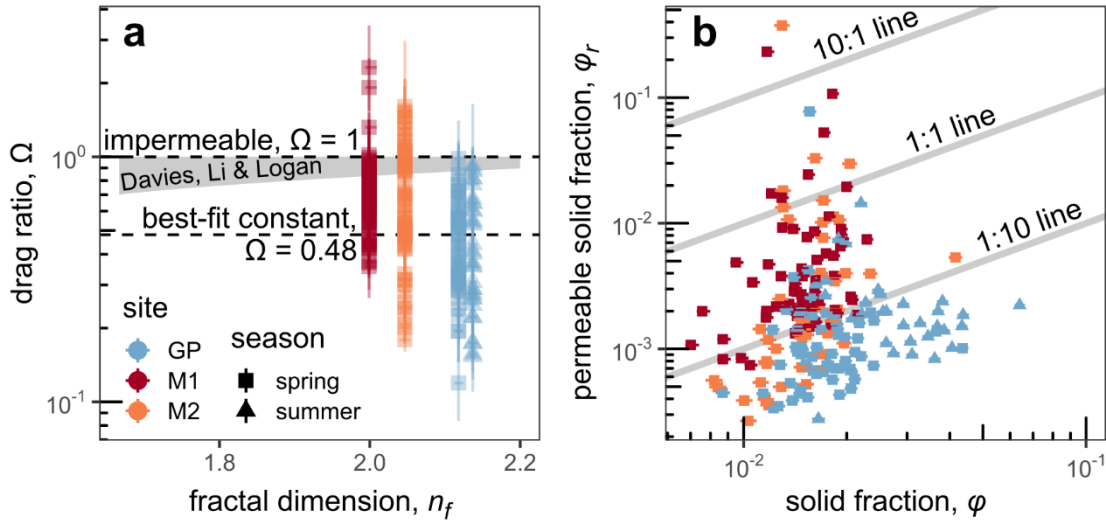 a
drag ratio, Ω
10⁰
10⁻¹
impermeable, Ω = 1
Davies, Li & Logan
best-fit constant,
Ω = 0.48
site
GP
M1
M2
season
spring
summer
1.8
2.0
2.2
fractal dimension, n_f
b
permeable solid fraction, φ_r
10⁻¹
10⁻²
10⁻³
10:1 line
1:1 line
1:10 line
10⁻²
10⁻¹
solid fraction, φ